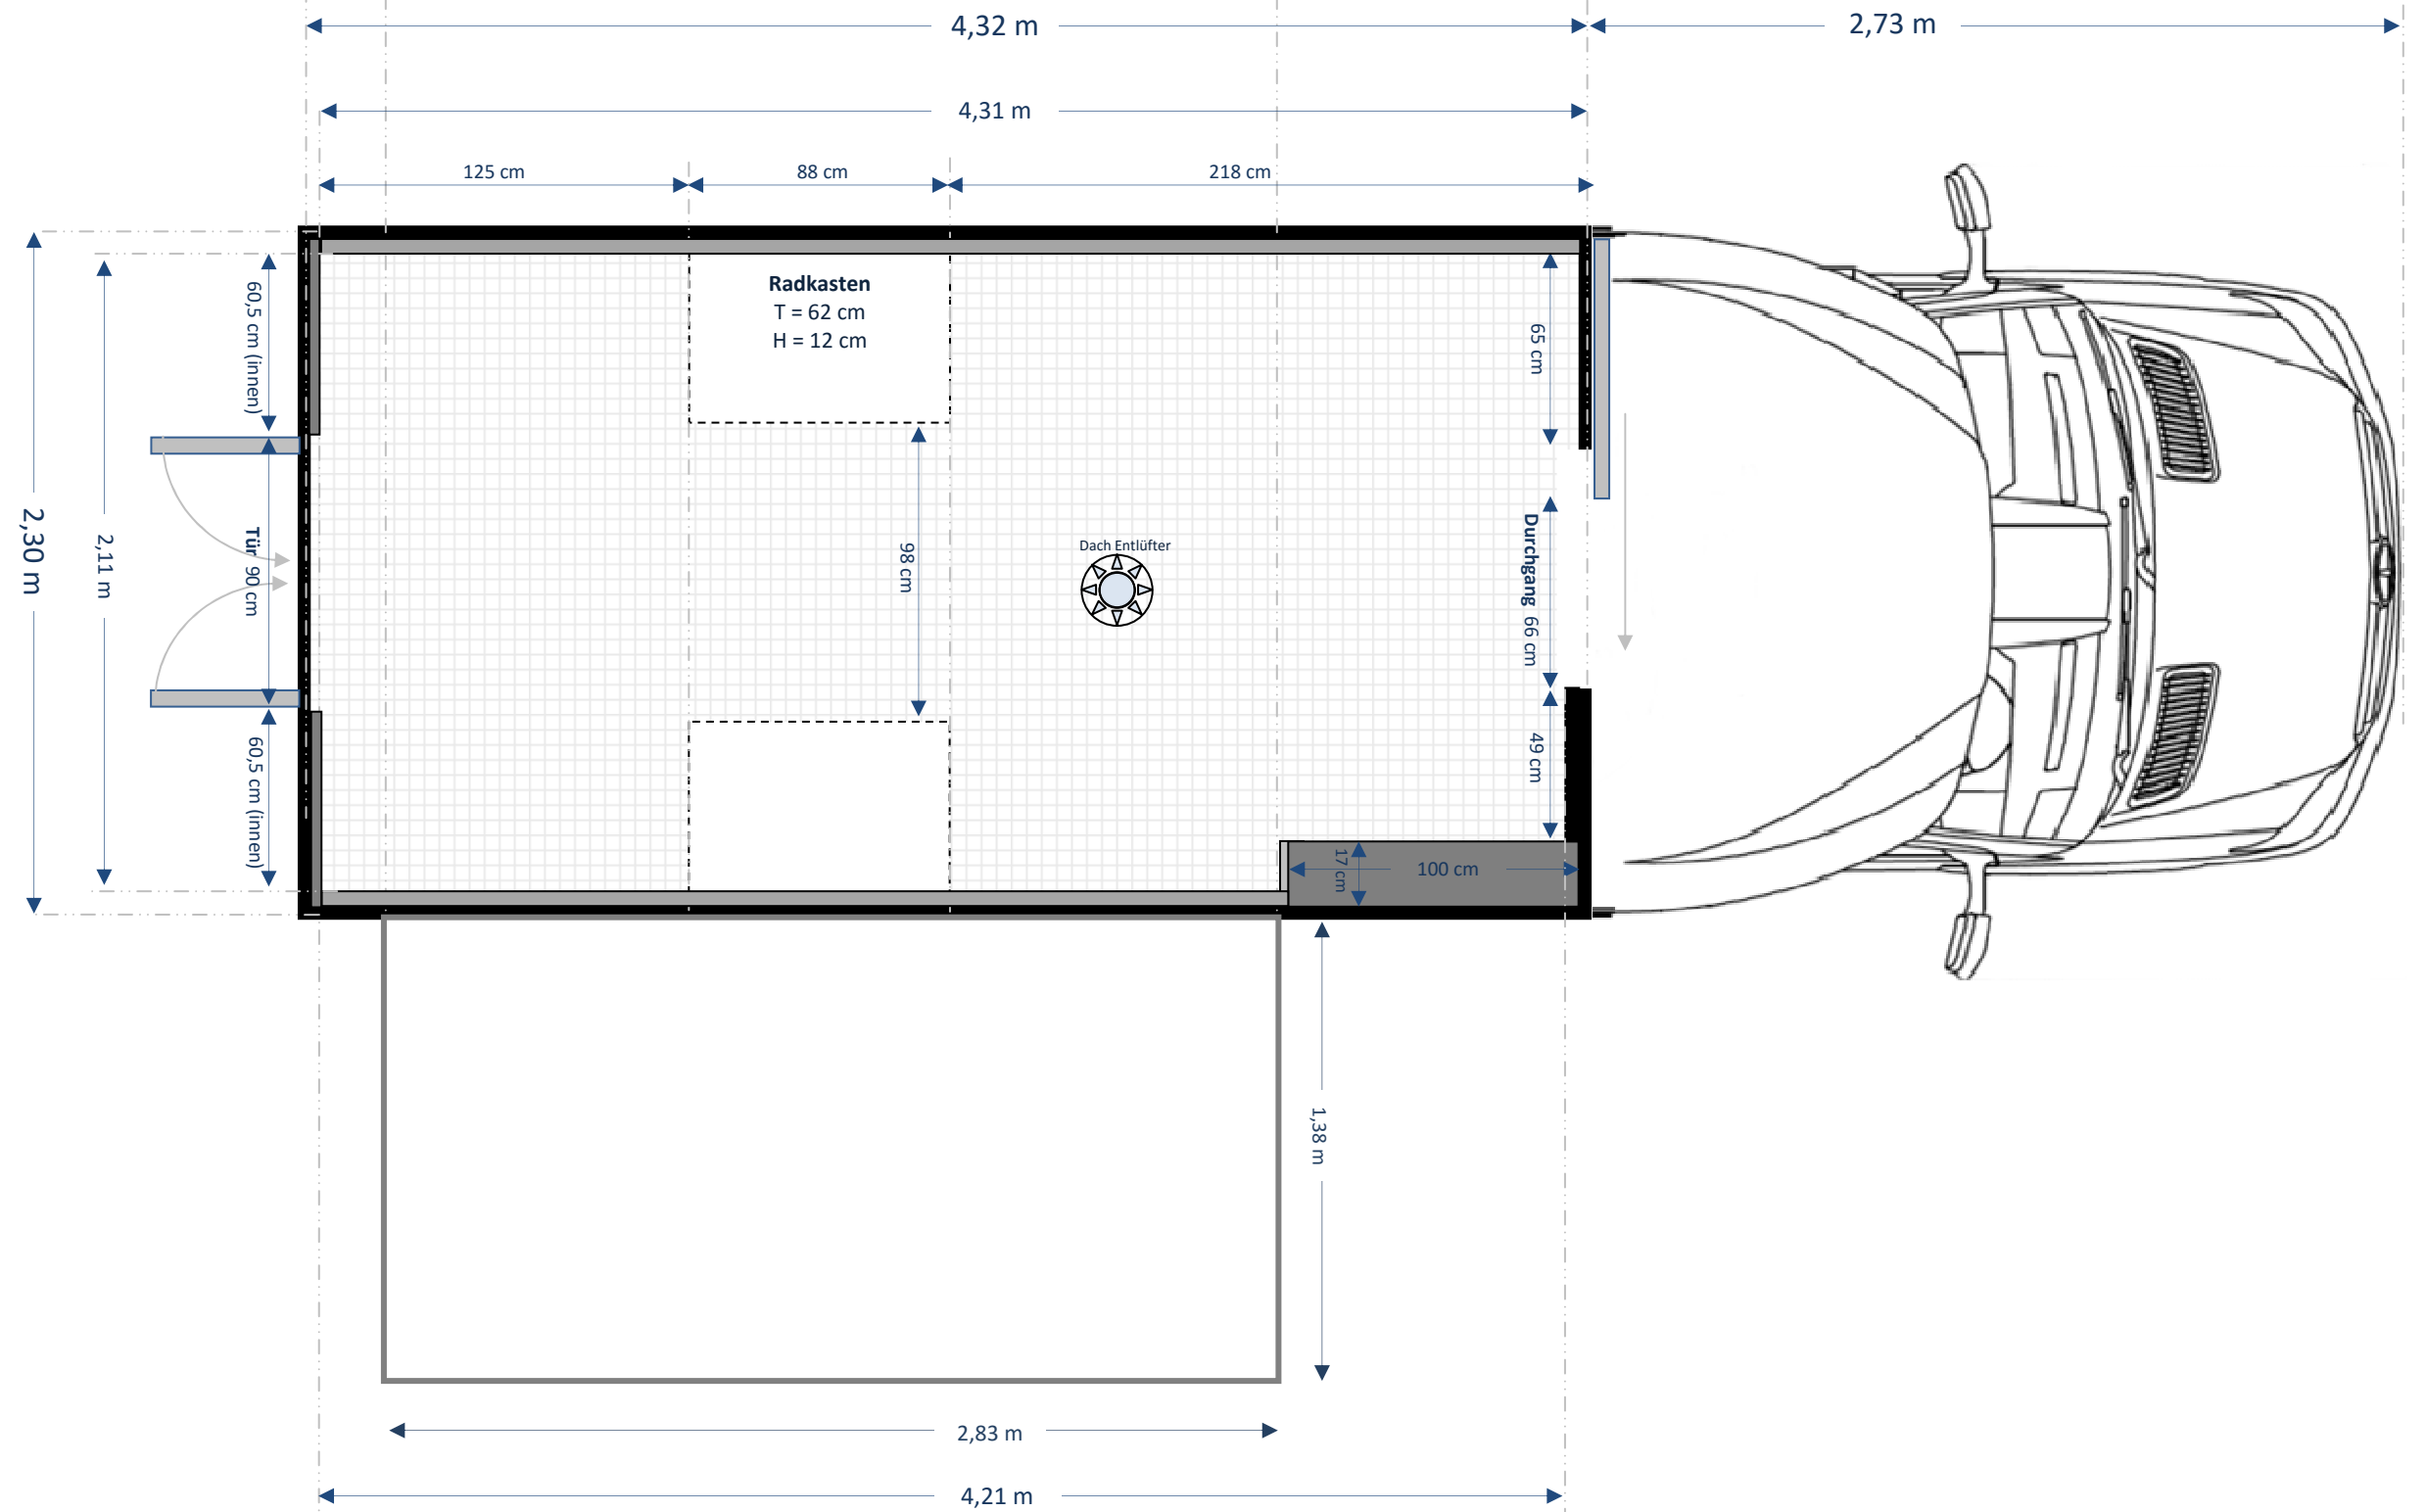 4,32 m
2,73 m
4,31 m
125 cm
88 cm
218 cm
Radkasten
T = 62 cm
H = 12 cm
60,5 cm (innen)
65 cm
2,30 m
2,11 m
Tür 90 cm
98 cm
Dach Entlüfter
Durchgang 66 cm
60,5 cm (innen)
49 cm
17 cm
100 cm
1,38 m
2,83 m
4,21 m